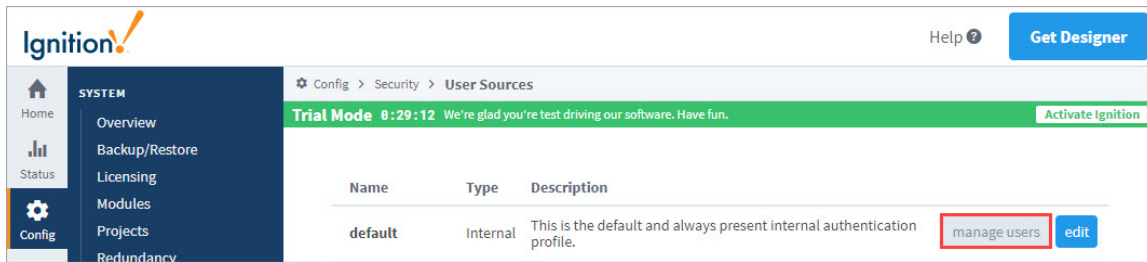 Ignition!
Help ?
Get Designer
Home
Status
Config
SYSTEM
Overview
Backup/Restore
Licensing
Modules
Projects
Redundancy
Config > Security > User Sources
Trial Mode 0:29:12 We're glad you're test driving our software. Have fun.
Activate Ignition
Name Type Description
default Internal This is the default and always present internal authentication
profile.
manage users edit